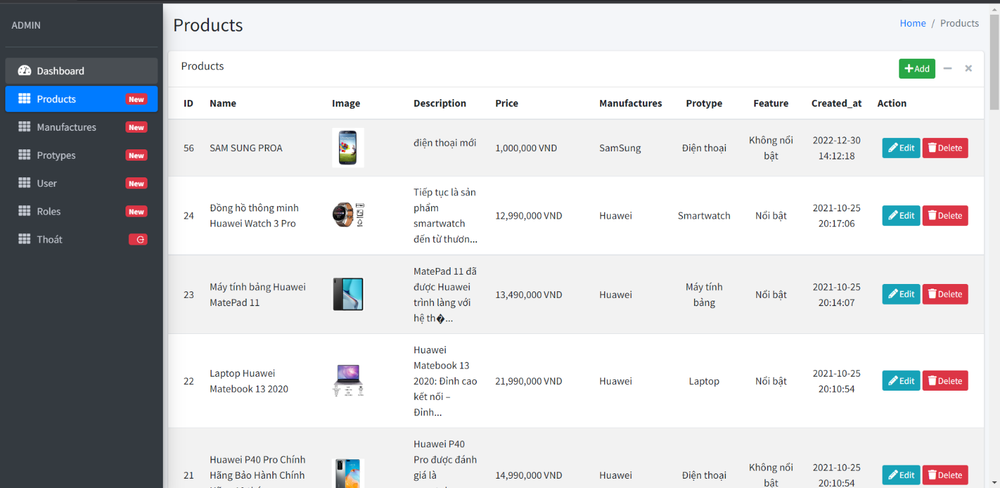 ADMIN
Dashboard
Products New
Manufactures New
Protypes New
User New
Roles New
Thoát
Products
Home / Products
Products
Add
ID Name Image Description Price Manufactures Protype Feature Created_at Action
56 SAM SUNG PROA điện thoại mới 1,000,000 VND SamSung Điện thoại Không nổi bật 2022-12-30 14:12:18 Edit Delete
24 Đồng hồ thông minh Huawei Watch 3 Pro
Tiếp tục là sản
phẩm
smartwatch
đến từ thươn...
12,990,000 VND Huawei Smartwatch Nổi bật 2021-10-25 20:17:06 Edit Delete
23 Máy tính bảng Huawei MatePad 11
MatePad 11 đã
được Huawei
trình làng với
hệ th�...
13,490,000 VND Huawei Máy tính bảng Nổi bật 2021-10-25 20:14:07 Edit Delete
22 Laptop Huawei Matebook 13 2020
Huawei
Matebook 13
2020: Đỉnh cao
kết nối –
Đỉnh...
21,990,000 VND Huawei Laptop Nổi bật 2021-10-25 20:10:54 Edit Delete
21 Huawei P40 Pro Chính
Hãng Bảo Hành Chính
Huawei P40
Pro được đánh
giá là
14,990,000 VND Huawei Điện thoại Không nổi bật 2021-10-25 20:10:54 Edit Delete